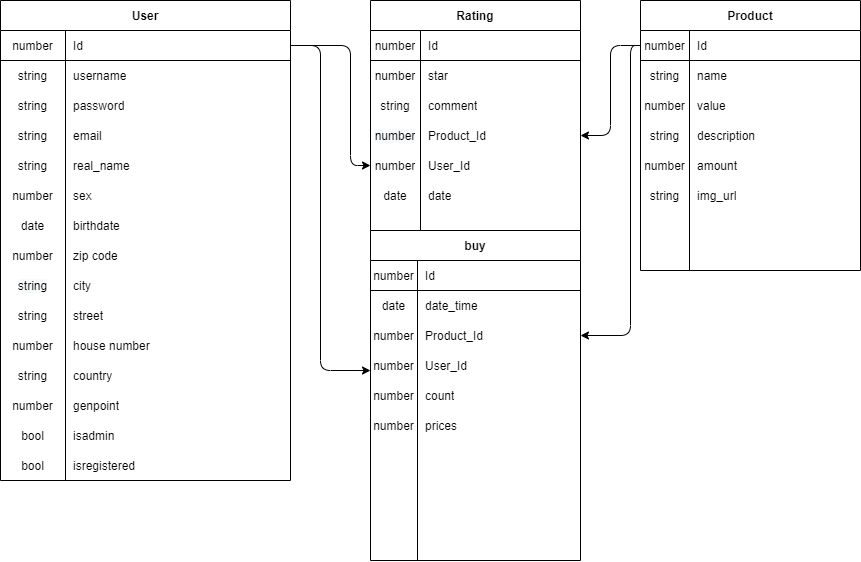 User
number Id
string username
string password
string email
string real_name
number sex
date birthdate
number zip code
string city
string street
number house number
string country
number genpoint
bool isadmin
bool isregistered
Rating
number Id
number star
string comment
number Product_Id
number User_Id
date date
buy
number Id
date date_time
number Product_Id
number User_Id
number count
number prices
Product
number Id
string name
number value
string description
number amount
string img_url